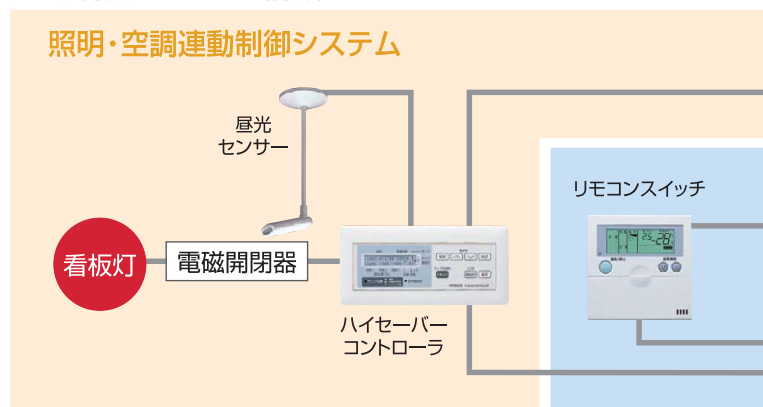 照明・空調連動制御システム
昼光
センサー
リモコンスイッチ
看板灯
電磁開閉器
ハイセーバー
コントローラ